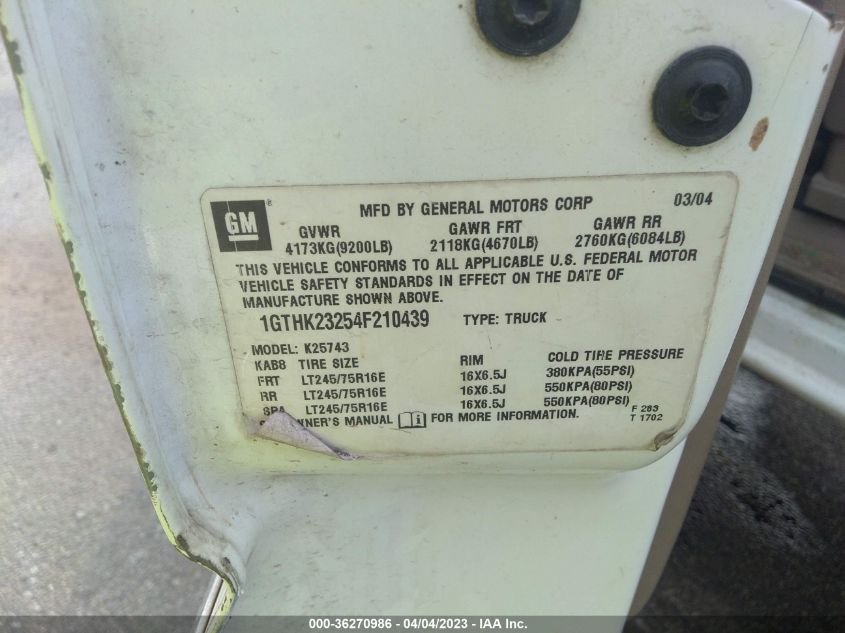 GM®
MFD BY GENERAL MOTORS CORP 03/04
GVWR GAWR FRT GAWR RR
4173KG(9200LB) 2118KG(4670LB) 2760KG(6084LB)
THIS VEHICLE CONFORMS TO ALL APPLICABLE U.S. FEDERAL MOTOR
VEHICLE SAFETY STANDARDS IN EFFECT ON THE DATE OF
MANUFACTURE SHOWN ABOVE.
1GTHK23254F210439 TYPE: TRUCK
MODEL: K25743
KAB8 TIRE SIZE RIM COLD TIRE PRESSURE
FRT LT245/75R16E 16X6.5J 380KPA(55PSI)
RR LT245/75R16E 16X6.5J 550KPA(80PSI)
SPA LT245/75R16E 16X6.5J 550KPA(80PSI)
OWNER'S MANUAL FOR MORE INFORMATION.
F 283
T 1702
000-36270986 - 04/04/2023 - IAA Inc.